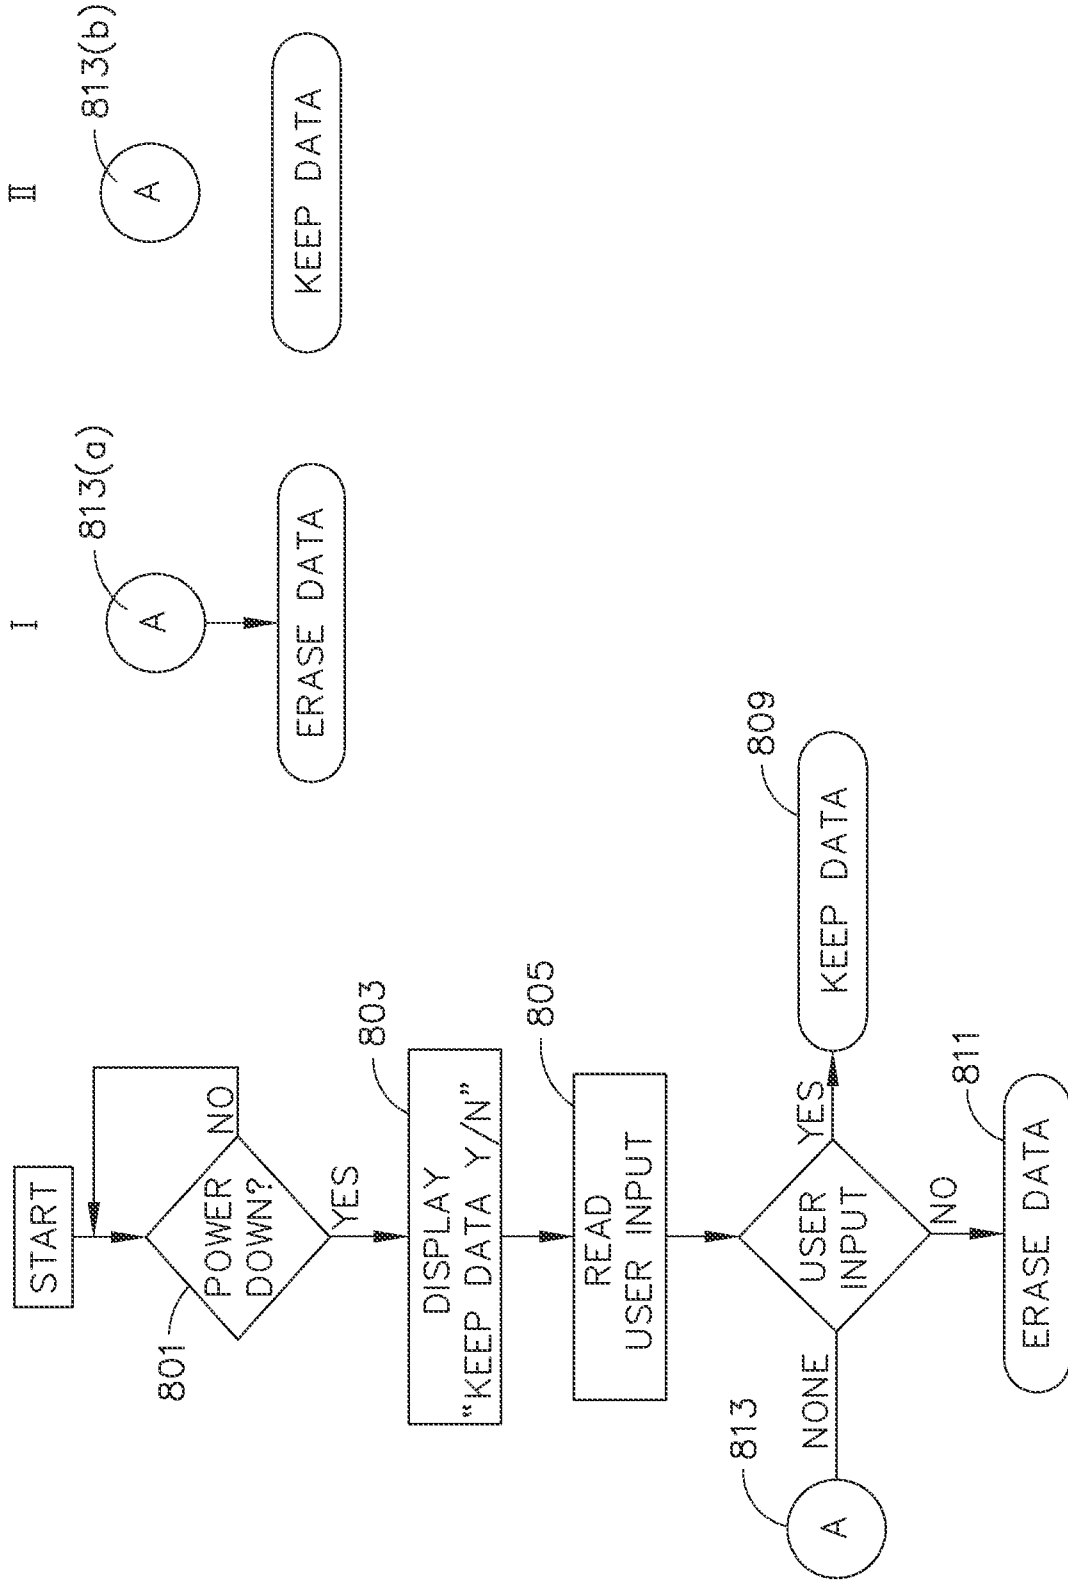 START
801
POWER
DOWN?
NO
YES
803
DISPLAY
"KEEP DATA Y/N"
805
READ
USER INPUT
USER
INPUT
YES
809
KEEP DATA
NO
811
ERASE DATA
NONE
813
A
I
813(a)
A
ERASE DATA
II
813(b)
A
KEEP DATA